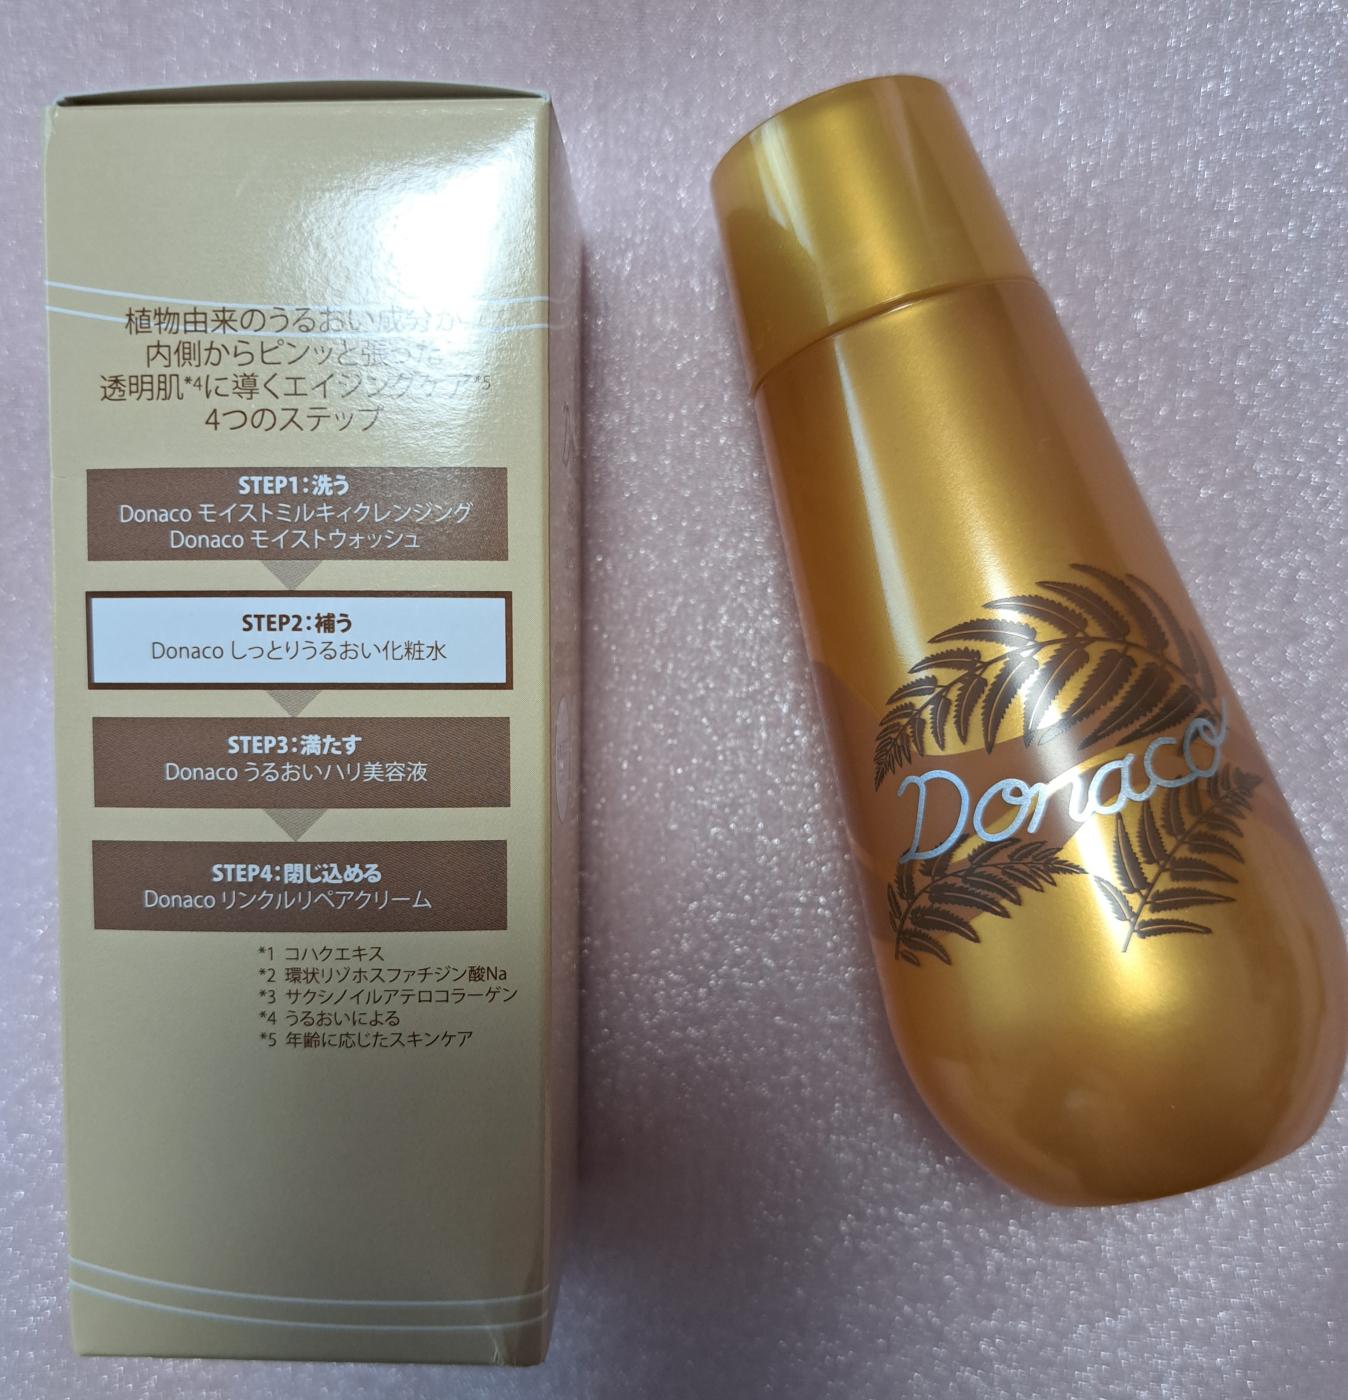 植物由来のうるおい成分が
内側からピンッと張った
透明肌*4に導くエイジングケア*5
4つのステップ
STEP1:洗う
Donaco モイストミルキィクレンジング
Donaco モイストウォッシュ
STEP2:補う
Donaco しっとりうるおい化粧水
STEP3:満たす
Donaco うるおいハリ美容液
STEP4:閉じ込める
Donaco リンクルリペアクリーム
*1 コハクエキス
*2 環状リゾホスファチジン酸Na
*3 サクシノイルアテロコラーゲン
*4 うるおいによる
*5 年齢に応じたスキンケア
Donaco